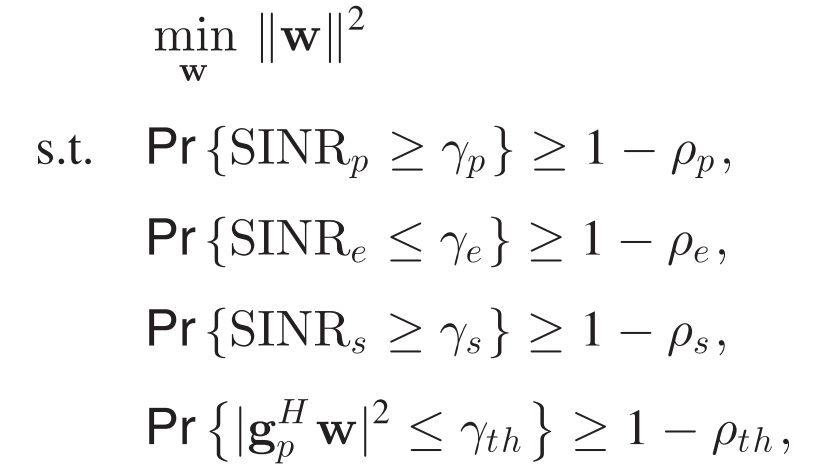 min_w ‖w‖²
s.t. Pr {SINR_p ≥ γ_p} ≥ 1 − ρ_p,
Pr {SINR_e ≤ γ_e} ≥ 1 − ρ_e,
Pr {SINR_s ≥ γ_s} ≥ 1 − ρ_s,
Pr {|g_p^H w|² ≤ γ_th} ≥ 1 − ρ_th,